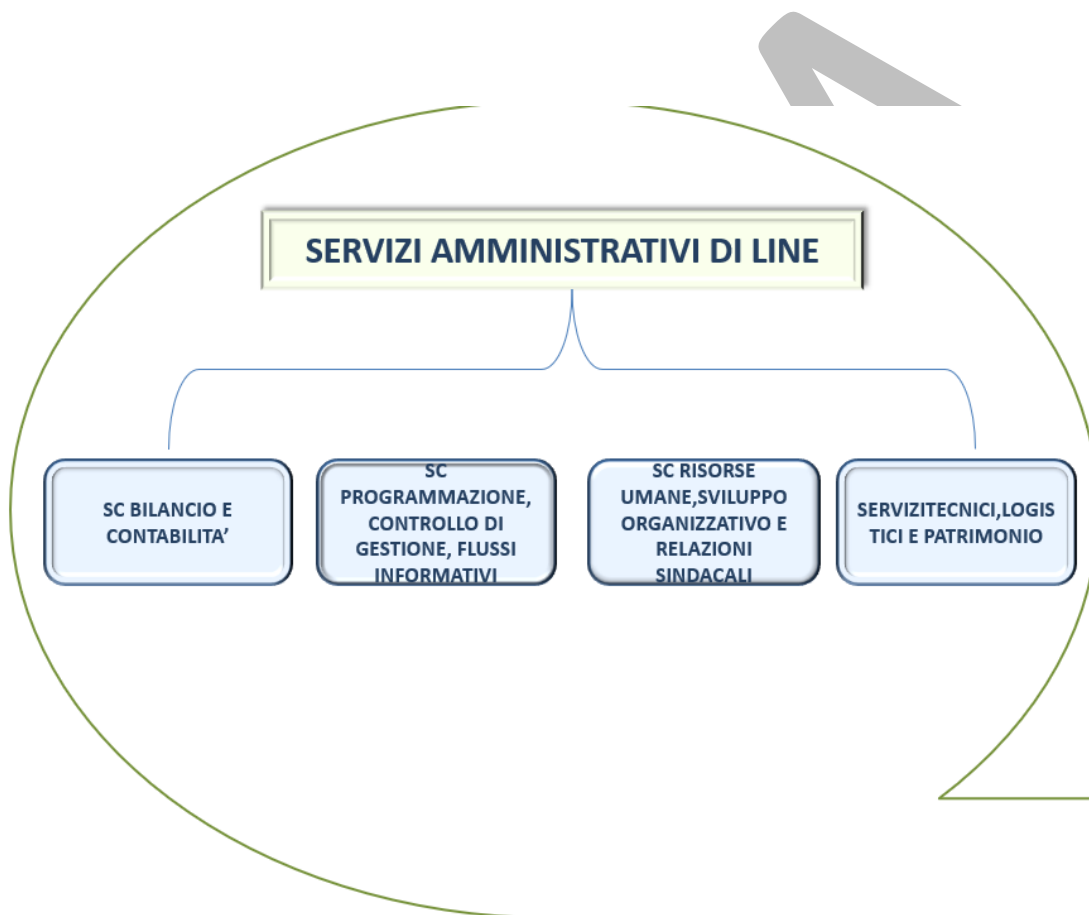 SERVIZI AMMINISTRATIVI DI LINE
SC BILANCIO E
CONTABILITA’
SC
PROGRAMMAZIONE,
CONTROLLO DI
GESTIONE, FLUSSI
INFORMATIVI
SC RISORSE
UMANE,SVILUPPO
ORGANIZZATIVO E
RELAZIONI
SINDACALI
SERVIZITECNICI,LOGIS
TICI E PATRIMONIO